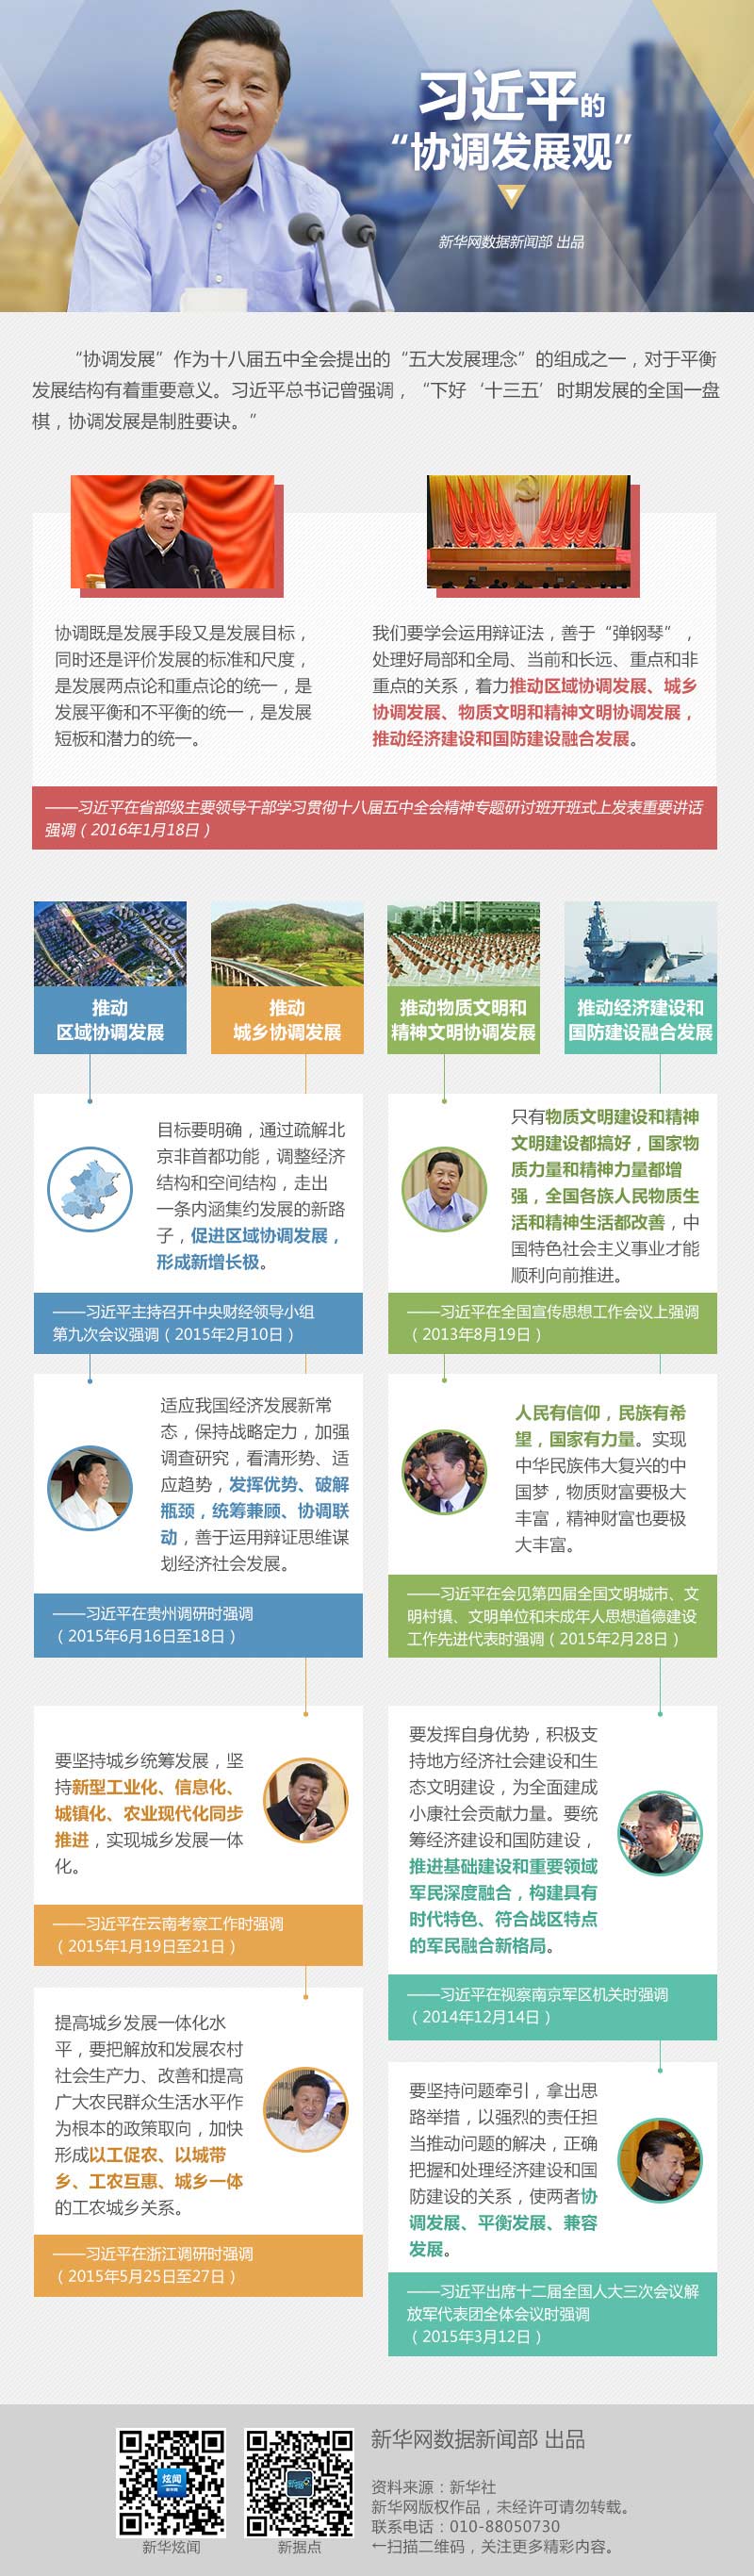 习近平的
“协调发展观”
新华网数据新闻部 出品
“协调发展”作为十八届五中全会提出的“五大发展理念”的组成之一，对于平衡
发展结构有着重要意义。习近平总书记曾强调，“下好‘十三五’时期发展的全国一盘
棋，协调发展是制胜要诀。”
协调既是发展手段又是发展目标，
同时还是评价发展的标准和尺度，
是发展两点论和重点论的统一，是
发展平衡和不平衡的统一，是发展
短板和潜力的统一。
我们要学会运用辩证法，善于“弹钢琴”，
处理好局部和全局、当前和长远、重点和非
重点的关系，着力推动区域协调发展、城乡
协调发展、物质文明和精神文明协调发展，
推动经济建设和国防建设融合发展。
——习近平在省部级主要领导干部学习贯彻十八届五中全会精神专题研讨班开班式上发表重要讲话
强调（2016年1月18日）
推动
区域协调发展
推动
城乡协调发展
推动物质文明和
精神文明协调发展
推动经济建设和
国防建设融合发展
目标要明确，通过疏解北
京非首都功能，调整经济
结构和空间结构，走出
一条内涵集约发展的新路
子，促进区域协调发展，
形成新增长极。
——习近平主持召开中央财经领导小组
第九次会议强调（2015年2月10日）
适应我国经济发展新常
态，保持战略定力，加强
调查研究，看清形势、适
应趋势，发挥优势、破解
瓶颈，统筹兼顾、协调联
动，善于运用辩证思维谋
划经济社会发展。
——习近平在贵州调研时强调
（2015年6月16日至18日）
要坚持城乡统筹发展，坚
持新型工业化、信息化、
城镇化、农业现代化同步
推进，实现城乡发展一体
化。
——习近平在云南考察工作时强调
（2015年1月19日至21日）
提高城乡发展一体化水
平，要把解放和发展农村
社会生产力、改善和提高
广大农民群众生活水平作
为根本的政策取向，加快
形成以工促农、以城带
乡、工农互惠、城乡一体
的工农城乡关系。
——习近平在浙江调研时强调
（2015年5月25日至27日）
只有物质文明建设和精神
文明建设都搞好，国家物
质力量和精神力量都增
强，全国各族人民物质生
活和精神生活都改善，中
国特色社会主义事业才能
顺利向前推进。
——习近平在全国宣传思想工作会议上强调
（2013年8月19日）
人民有信仰，民族有希
望，国家有力量。实现
中华民族伟大复兴的中
国梦，物质财富要极大
丰富，精神财富也要极
大丰富。
——习近平在会见第四届全国文明城市、文
明村镇、文明单位和未成年人思想道德建设
工作先进代表时强调（2015年2月28日）
要发挥自身优势，积极支
持地方经济社会建设和生
态文明建设，为全面建成
小康社会贡献力量。要统
筹经济建设和国防建设，
推进基础建设和重要领域
军民深度融合，构建具有
时代特色、符合战区特点
的军民融合新格局。
——习近平在视察南京军区机关时强调
（2014年12月14日）
要坚持问题牵引，拿出思
路举措，以强烈的责任担
当推动问题的解决，正确
把握和处理经济建设和国
防建设的关系，使两者协
调发展、平衡发展、兼容
发展。
——习近平出席十二届全国人大三次会议解
放军代表团全体会议时强调
（2015年3月12日）
炫闻
新华炫闻
新据点
新华网数据新闻部 出品
资料来源：新华社
新华网版权作品，未经许可请勿转载。
联系电话：010-88050730
←扫描二维码，关注更多精彩内容。